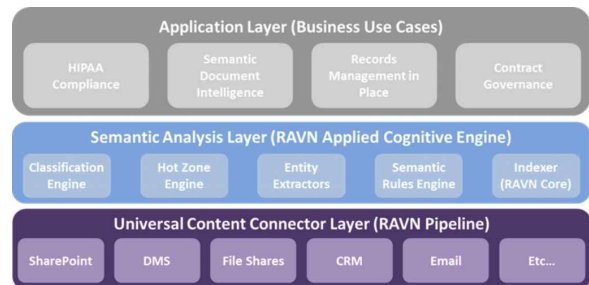 Application Layer (Business Use Cases)
HIPAA
Compliance
Semantic
Document
Intelligence
Records
Management in
Place
Contract
Governance
Semantic Analysis Layer (RAVN Applied Cognitive Engine)
Classification
Engine
Hot Zone
Engine
Entity
Extractors
Semantic
Rules Engine
Indexer
(RAVN Core)
Universal Content Connector Layer (RAVN Pipeline)
SharePoint
DMS
File Shares
CRM
Email
Etc...